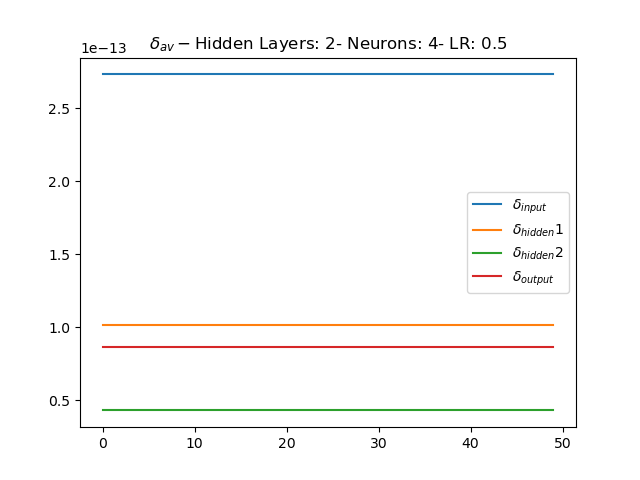 1e−13
δav − Hidden Layers: 2- Neurons: 4- LR: 0.5
2.5
2.0
1.5
1.0
0.5
δinput
δhidden1
δhidden2
δoutput
0 10 20 30 40 50